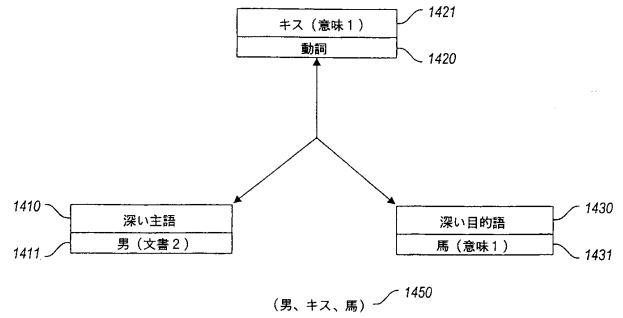 キス（意味１）
1421
動詞
1420
1410
深い主語
1411
男（文書２）
深い目的語
1430
馬（意味１）
1431
（男、キス、馬）
1450